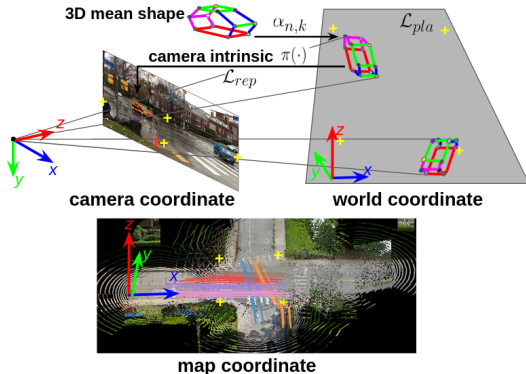 3D mean shape
α_{n,k}
ℒ_{pla}
camera intrinsic π(·)
ℒ_{rep}
z
x
y
z
y
x
camera coordinate
world coordinate
z
y
x
map coordinate